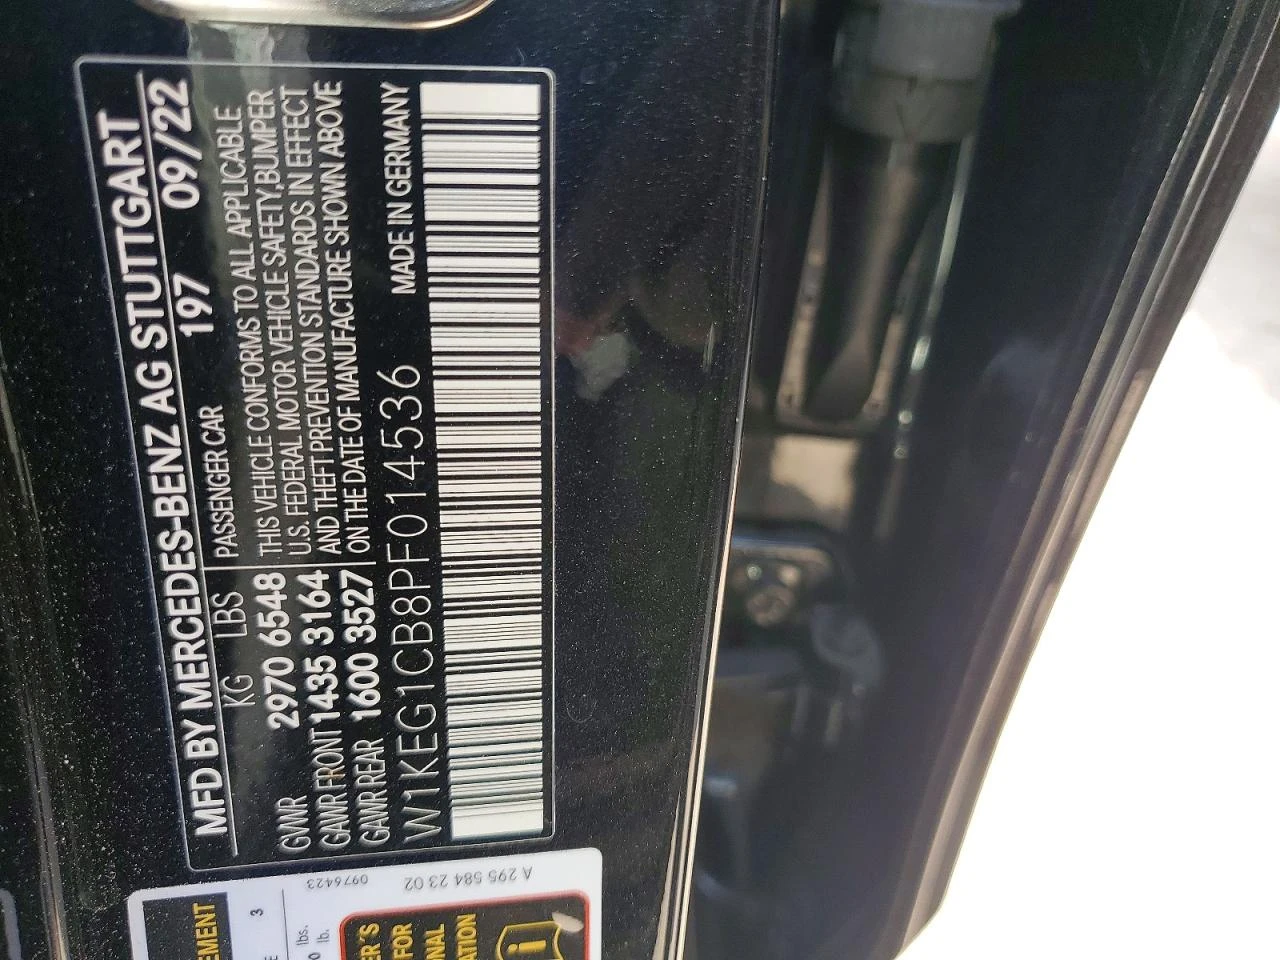 MFD BY MERCEDES-BENZ AG STUTTGART
KG LBS 197 09/22
PASSENGER CAR
GVWR 2970 6548
GAWR FRONT 1435 3164
GAWR REAR 1600 3527
THIS VEHICLE CONFORMS TO ALL APPLICABLE
U.S. FEDERAL MOTOR VEHICLE SAFETY,BUMPER
AND THEFT PREVENTION STANDARDS IN EFFECT
ON THE DATE OF MANUFACTURE SHOWN ABOVE
W1KEG1CB8PF014536 MADE IN GERMANY
3
lbs.
lb.
0976423
A 295 584 23 02